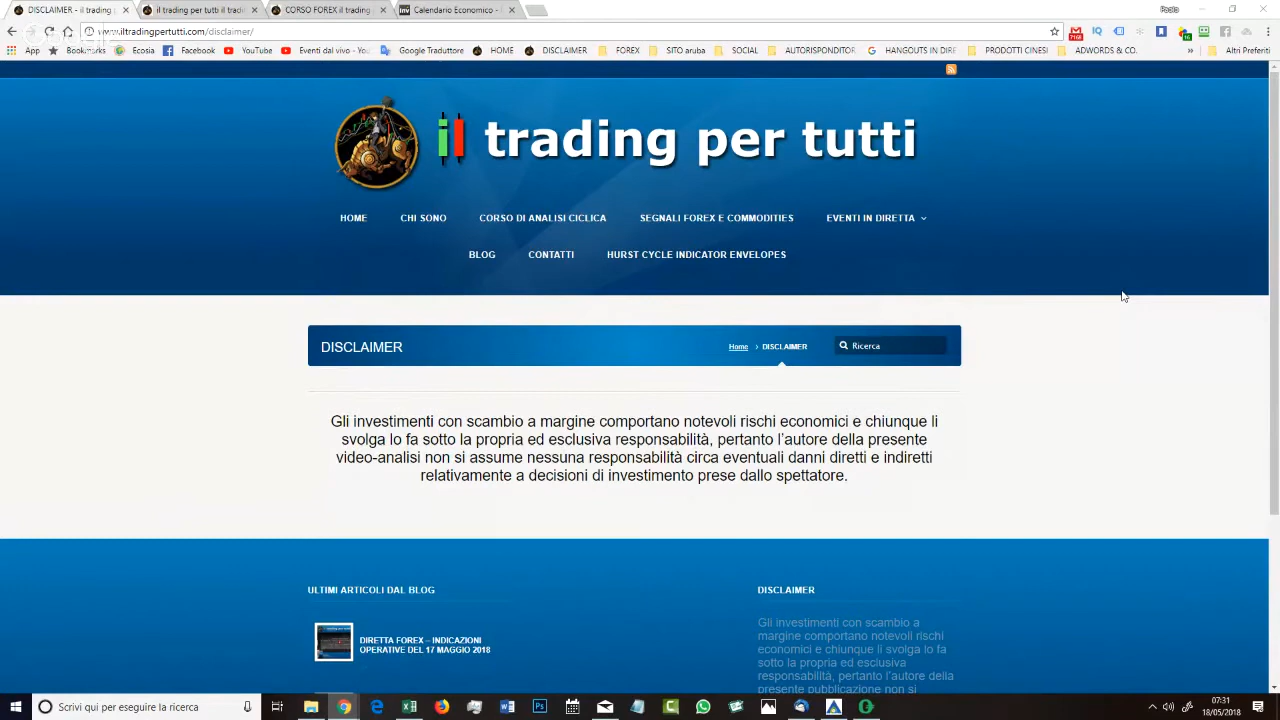 DISCLAIMER - il trading
il trading per tutti il tradi
CORSO FOREX il trading
Calendario Economico -
Paolo
www.iltradingpertutti.com/disclaimer/
App
Scadingospia
Facebook
YouTube
Eventi dal vivo - YouTu
Google Traduttore
HOME
DISCLAIMER
FOREX
SITO aruba
SOCIAL
AUTORISPONDITOR
HANGOUTS IN DIRE
PRODOTTI CINESI
ADWORDS & CO.
Altri Preferiti
il trading per tutti
HOME
CHI SONO
CORSO DI ANALISI CICLICA
SEGNALI FOREX E COMMODITIES
EVENTI IN DIRETTA
BLOG
CONTATTI
HURST CYCLE INDICATOR ENVELOPES
DISCLAIMER
Home > DISCLAIMER
Ricerca
Gli investimenti con scambio a margine comportano notevoli rischi economici e chiunque li
svolga lo fa sotto la propria ed esclusiva responsabilità, pertanto l'autore della presente
video-analisi non si assume nessuna responsabilità circa eventuali danni diretti e indiretti
relativamente a decisioni di investimento prese dallo spettatore.
ULTIMI ARTICOLI DAL BLOG
DIRETTA FOREX – INDICAZIONI
OPERATIVE DEL 17 MAGGIO 2018
DISCLAIMER
Gli investimenti con scambio a
margine comportano notevoli rischi
economici e chiunque li svolga lo fa
sotto la propria ed esclusiva
responsabilità, pertanto l'autore della
presente pubblicazione non si
Scrivi qui per eseguire la ricerca
07:31
18/05/2018